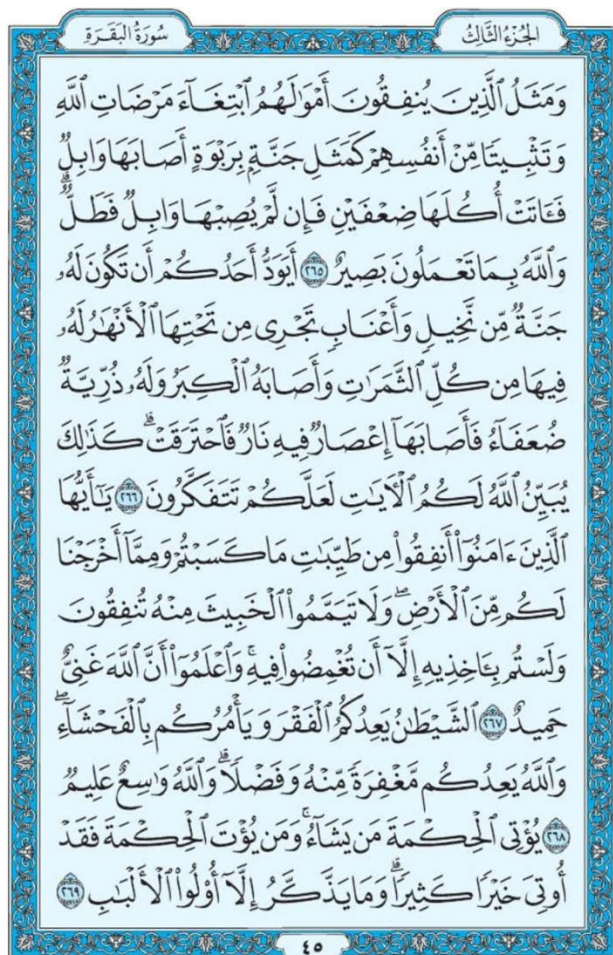 الجُزْءُ الثَّالِثُ
سُورَةُ البَقَرَةِ
وَمَثَلُ ٱلَّذِينَ يُنفِقُونَ أَمۡوَٰلَهُمُ ٱبۡتِغَآءَ مَرۡضَاتِ ٱللَّهِ
وَتَثۡبِيتٗا مِّنۡ أَنفُسِهِمۡ كَمَثَلِ جَنَّةِۭ بِرَبۡوَةٍ أَصَابَهَا وَابِلٞ
فَـَٔاتَتۡ أُكُلَهَا ضِعۡفَيۡنِ فَإِن لَّمۡ يُصِبۡهَا وَابِلٞ فَطَلّٞۗ
وَٱللَّهُ بِمَا تَعۡمَلُونَ بَصِيرٌ ٢٦٥ أَيَوَدُّ أَحَدُكُمۡ أَن تَكُونَ لَهُۥ
جَنَّةٞ مِّن نَّخِيلٖ وَأَعۡنَابٖ تَجۡرِي مِن تَحۡتِهَا ٱلۡأَنۡهَٰرُ لَهُۥ
فِيهَا مِن كُلِّ ٱلثَّمَرَٰتِ وَأَصَابَهُ ٱلۡكِبَرُ وَلَهُۥ ذُرِّيَّةٞ
ضُعَفَآءُ فَأَصَابَهَآ إِعۡصَارٞ فِيهِ نَارٞ فَٱحۡتَرَقَتۡۗ كَذَٰلِكَ
يُبَيِّنُ ٱللَّهُ لَكُمُ ٱلۡأٓيَٰتِ لَعَلَّكُمۡ تَتَفَكَّرُونَ ٢٦٦ يَٰٓأَيُّهَا
ٱلَّذِينَ ءَامَنُوٓاْ أَنفِقُواْ مِن طَيِّبَٰتِ مَا كَسَبۡتُمۡ وَمِمَّآ أَخۡرَجۡنَا
لَكُم مِّنَ ٱلۡأَرۡضِۖ وَلَا تَيَمَّمُواْ ٱلۡخَبِيثَ مِنۡهُ تُنفِقُونَ
وَلَسۡتُم بِـَٔاخِذِيهِ إِلَّآ أَن تُغۡمِضُواْ فِيهِۚ وَٱعۡلَمُوٓاْ أَنَّ ٱللَّهَ غَنِيٌّ
حَمِيدٌ ٢٦٧ ٱلشَّيۡطَٰنُ يَعِدُكُمُ ٱلۡفَقۡرَ وَيَأۡمُرُكُم بِٱلۡفَحۡشَآءِۖ
وَٱللَّهُ يَعِدُكُم مَّغۡفِرَةٗ مِّنۡهُ وَفَضۡلٗاۗ وَٱللَّهُ وَٰسِعٌ عَلِيمٞ
٢٦٨ يُؤۡتِي ٱلۡحِكۡمَةَ مَن يَشَآءُۚ وَمَن يُؤۡتَ ٱلۡحِكۡمَةَ فَقَدۡ
أُوتِيَ خَيۡرٗا كَثِيرٗاۗ وَمَا يَذَّكَّرُ إِلَّآ أُوْلُواْ ٱلۡأَلۡبَٰبِ ٢٦٩
٤٥